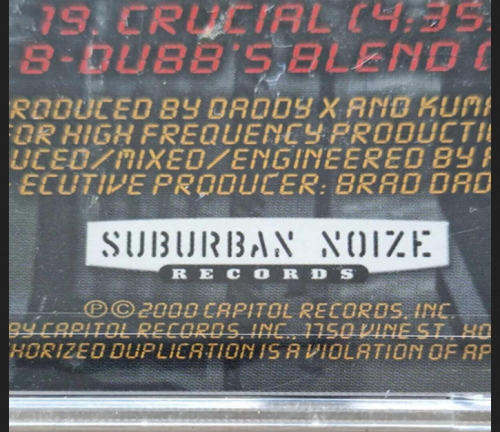 19. CRUCIAL (4:35
B-DUBB'S BLEND (
RODUCED BY DADDY X AND KUM
FOR HIGH FREQUENCY PRODUCTI
UCED/MIXED/ENGINEERED BY
ECUTIVE PRODUCER: BRAD DAD
SUBURBAN NOIZE
RECORDS
℗©2000 CAPITOL RECORDS, INC.
BY CAPITOL RECORDS, INC., 1750 VINE ST., HO
HORIZED DUPLICATION IS A VIOLATION OF AP